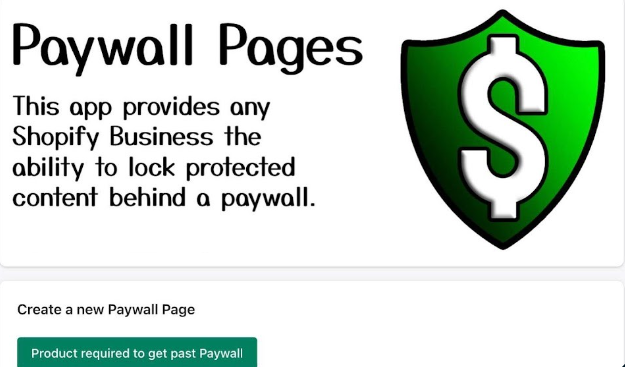 Paywall Pages
This app provides any
Shopify Business the
ability to lock protected
content behind a paywall.
$
Create a new Paywall Page
Product required to get past Paywall